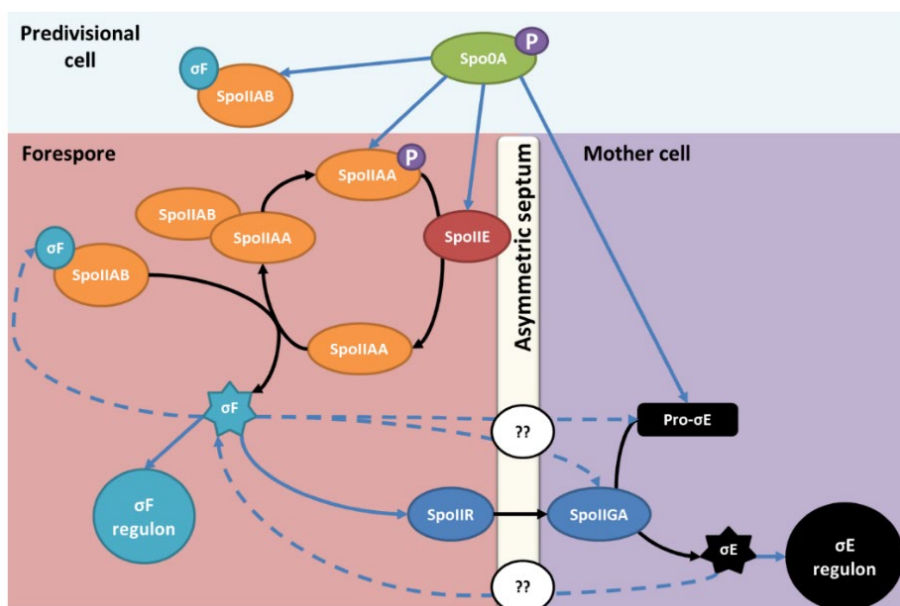 Predivisional
cell
σF
SpoIIAB
Spo0A
P
Forespore
Mother cell
SpoIIAA
P
SpoIIAB
SpoIIAA
SpoIIE
σF
SpoIIAB
SpoIIAA
Asymmetric septum
σF
??
Pro-σE
σF
regulon
SpoIIR
SpoIIGA
σE
σE
regulon
??